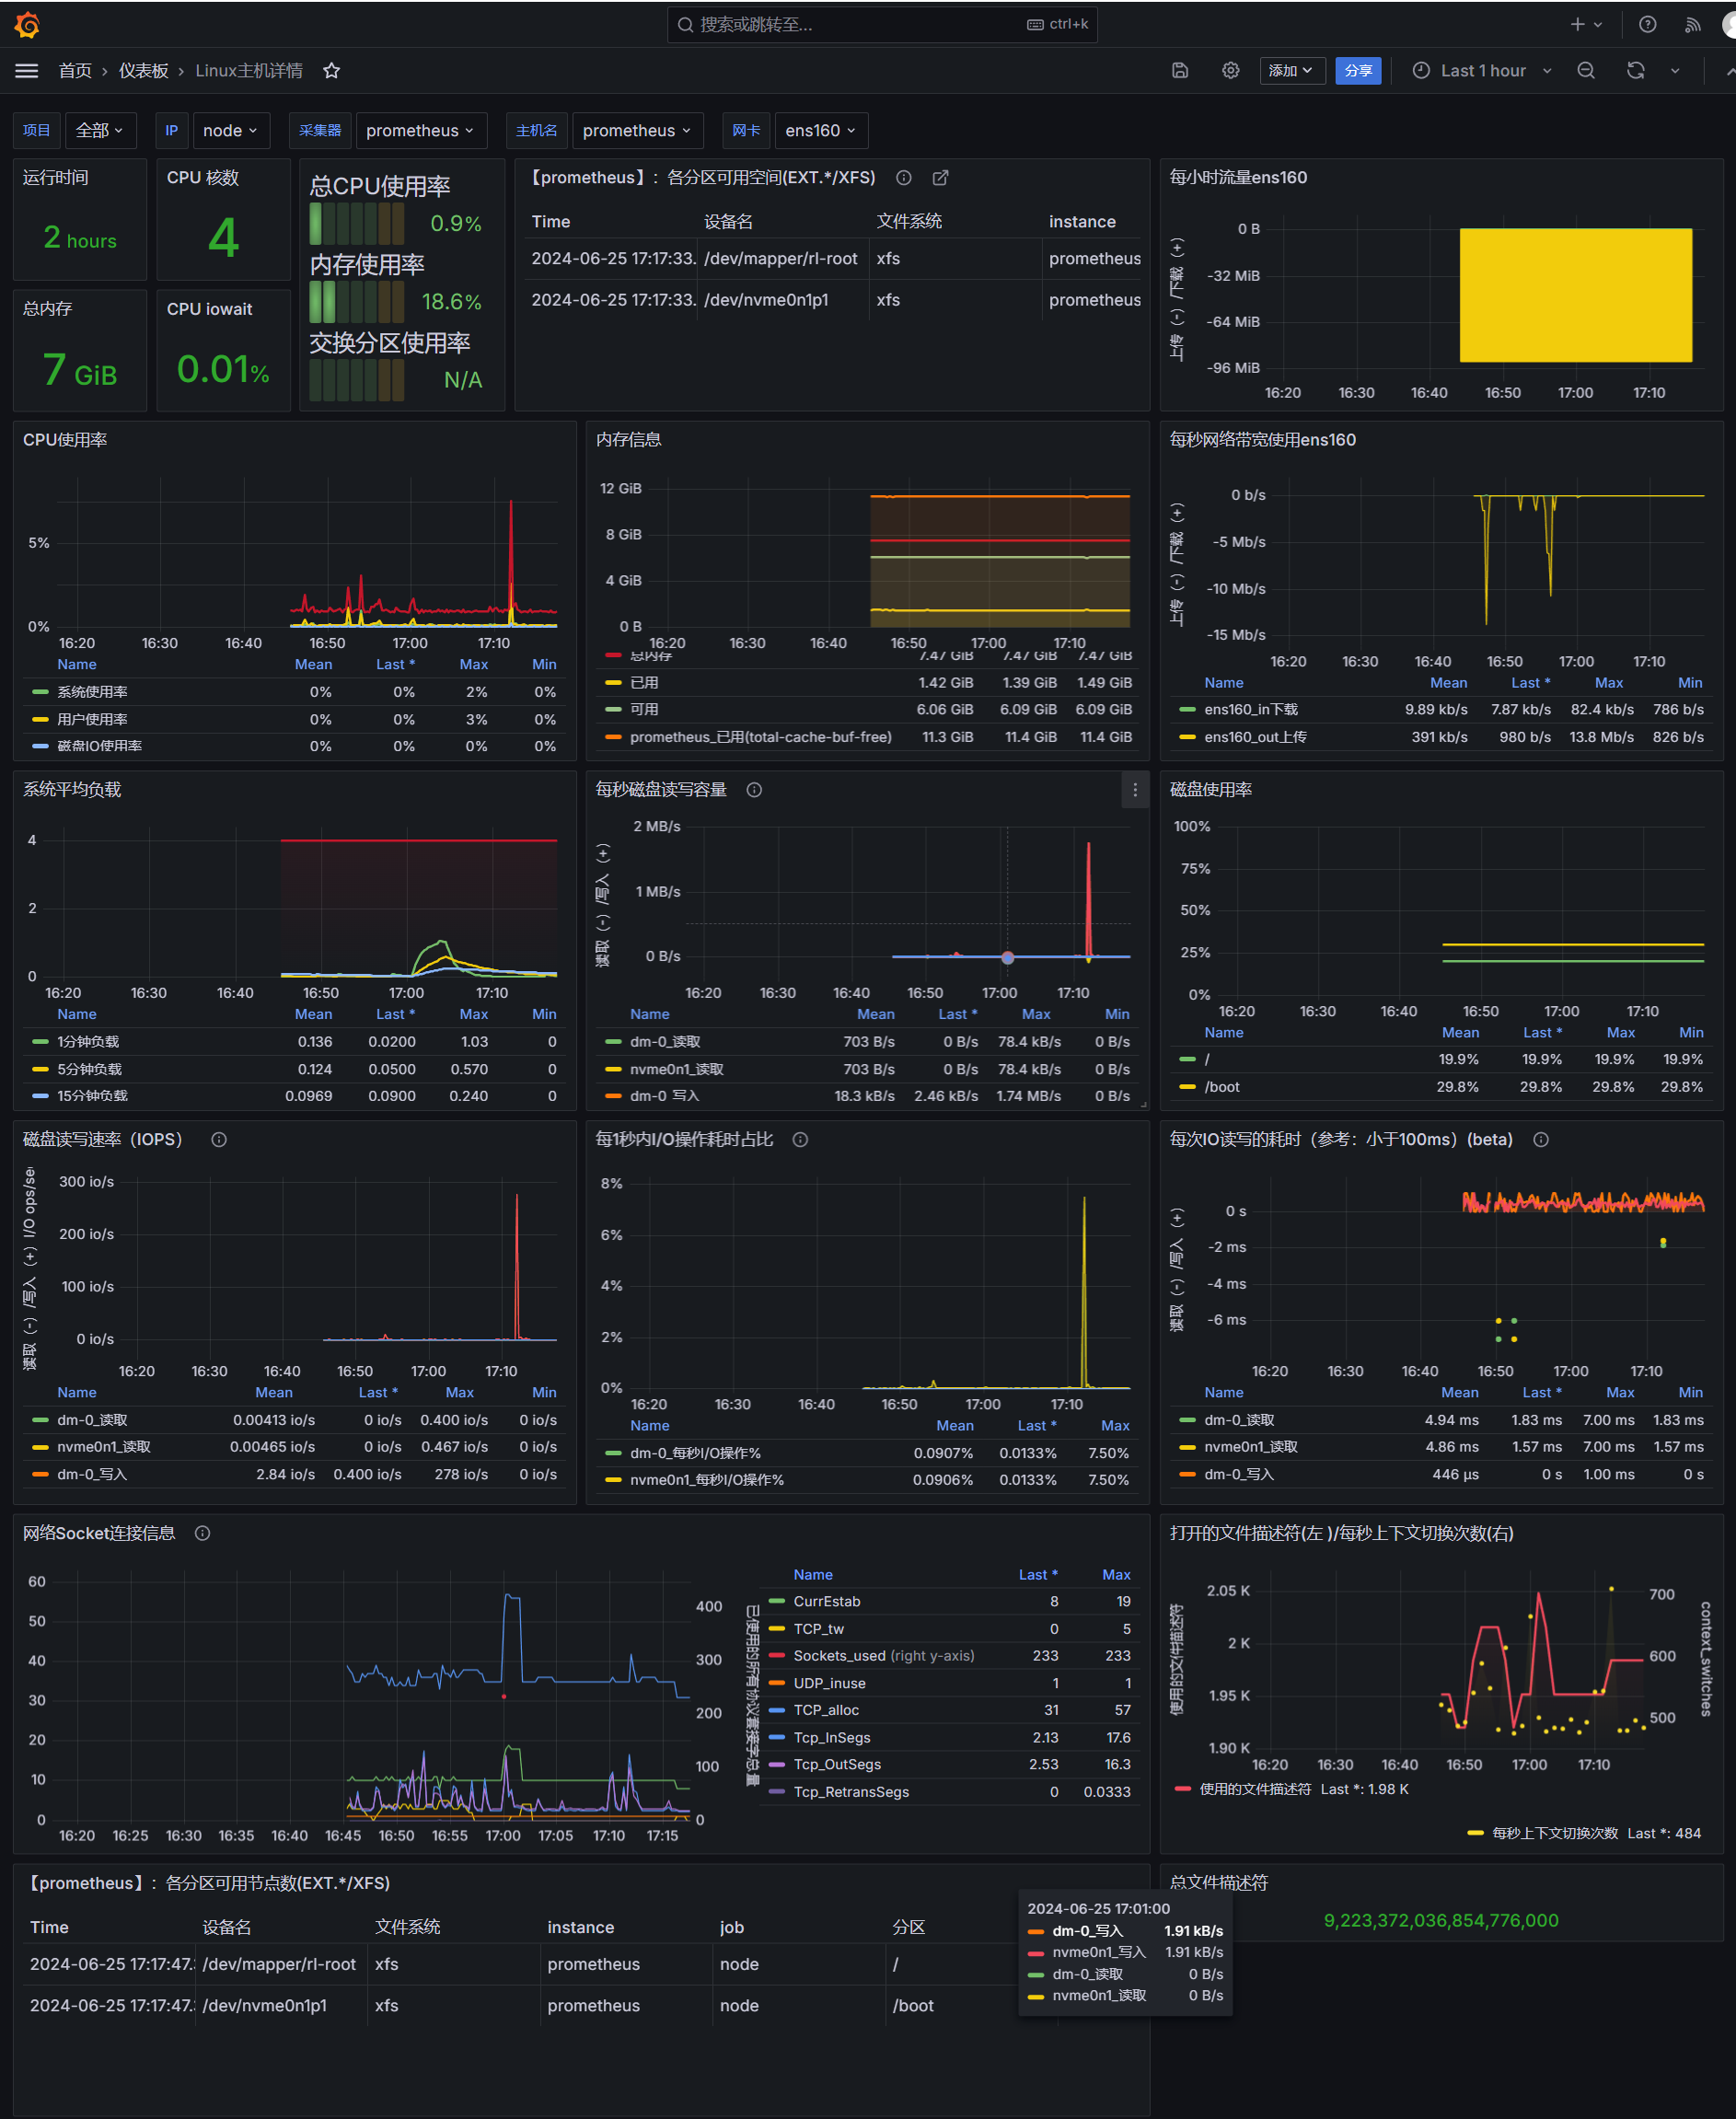 搜索或跳转至...
ctrl+k
首页 › 仪表板 › Linux主机详情
添加
分享
Last 1 hour
项目 全部
IP node
采集器 prometheus
主机名 prometheus
网卡 ens160
运行时间
2 hours
CPU 核数
4
总内存
7 GiB
CPU iowait
0.01%
总CPU使用率
0.9%
内存使用率
18.6%
交换分区使用率
N/A
【prometheus】：各分区可用空间(EXT.*/XFS)
Time 设备名 文件系统 instance
2024-06-25 17:17:33. /dev/mapper/rl-root xfs prometheus
2024-06-25 17:17:33. /dev/nvme0n1p1 xfs prometheus
每小时流量ens160
上传（-）/下载（+）
0 B
-32 MiB
-64 MiB
-96 MiB
16:20 16:30 16:40 16:50 17:00 17:10
CPU使用率
5%
0%
16:20 16:30 16:40 16:50 17:00 17:10
Name Mean Last * Max Min
系统使用率 0% 0% 2% 0%
用户使用率 0% 0% 3% 0%
磁盘IO使用率 0% 0% 0% 0%
内存信息
12 GiB
8 GiB
4 GiB
0 B
16:20 16:30 16:40 16:50 17:00 17:10
总内存 7.47 GiB 7.47 GiB 7.47 GiB
已用 1.42 GiB 1.39 GiB 1.49 GiB
可用 6.06 GiB 6.09 GiB 6.09 GiB
prometheus_已用(total-cache-buf-free) 11.3 GiB 11.4 GiB 11.4 GiB
每秒网络带宽使用ens160
上传（-）/下载（+）
0 b/s
-5 Mb/s
-10 Mb/s
-15 Mb/s
16:20 16:30 16:40 16:50 17:00 17:10
Name Mean Last * Max Min
ens160_in下载 9.89 kb/s 7.87 kb/s 82.4 kb/s 786 b/s
ens160_out上传 391 kb/s 980 b/s 13.8 Mb/s 826 b/s
系统平均负载
4
2
0
16:20 16:30 16:40 16:50 17:00 17:10
Name Mean Last * Max Min
1分钟负载 0.136 0.0200 1.03 0
5分钟负载 0.124 0.0500 0.570 0
15分钟负载 0.0969 0.0900 0.240 0
每秒磁盘读写容量
读取（-）/写入（+）
2 MB/s
1 MB/s
0 B/s
16:20 16:30 16:40 16:50 17:00 17:10
Name Mean Last * Max Min
dm-0_读取 703 B/s 0 B/s 78.4 kB/s 0 B/s
nvme0n1_读取 703 B/s 0 B/s 78.4 kB/s 0 B/s
dm-0_写入 18.3 kB/s 2.46 kB/s 1.74 MB/s 0 B/s
磁盘使用率
100%
75%
50%
25%
0%
16:20 16:30 16:40 16:50 17:00 17:10
Name Mean Last * Max Min
/ 19.9% 19.9% 19.9% 19.9%
/boot 29.8% 29.8% 29.8% 29.8%
磁盘读写速率（IOPS）
读取（-）/写入（+）I/O ops/se
300 io/s
200 io/s
100 io/s
0 io/s
16:20 16:30 16:40 16:50 17:00 17:10
Name Mean Last * Max Min
dm-0_读取 0.00413 io/s 0 io/s 0.400 io/s 0 io/s
nvme0n1_读取 0.00465 io/s 0 io/s 0.467 io/s 0 io/s
dm-0_写入 2.84 io/s 0.400 io/s 278 io/s 0 io/s
每1秒内I/O操作耗时占比
8%
6%
4%
2%
0%
16:20 16:30 16:40 16:50 17:00 17:10
Name Mean Last * Max
dm-0_每秒I/O操作% 0.0907% 0.0133% 7.50%
nvme0n1_每秒I/O操作% 0.0906% 0.0133% 7.50%
每次IO读写的耗时（参考：小于100ms）(beta)
读取（-）/写入（+）
0 s
-2 ms
-4 ms
-6 ms
16:20 16:30 16:40 16:50 17:00 17:10
Name Mean Last * Max Min
dm-0_读取 4.94 ms 1.83 ms 7.00 ms 1.83 ms
nvme0n1_读取 4.86 ms 1.57 ms 7.00 ms 1.57 ms
dm-0_写入 446 µs 0 s 1.00 ms 0 s
网络Socket连接信息
60
50
40
30
20
10
0
400
300
200
100
0
已使用的所有协议套接字总量
16:20 16:25 16:30 16:35 16:40 16:45 16:50 16:55 17:00 17:05 17:10 17:15
Name Last * Max
CurrEstab 8 19
TCP_tw 0 5
Sockets_used (right y-axis) 233 233
UDP_inuse 1 1
TCP_alloc 31 57
Tcp_InSegs 2.13 17.6
Tcp_OutSegs 2.53 16.3
Tcp_RetransSegs 0 0.0333
打开的文件描述符(左 )/每秒上下文切换次数(右)
使用的文件描述符
2.05 K
2 K
1.95 K
1.90 K
700
600
500
context_switches
16:20 16:30 16:40 16:50 17:00 17:10
使用的文件描述符 Last *: 1.98 K
每秒上下文切换次数 Last *: 484
【prometheus】：各分区可用节点数(EXT.*/XFS)
Time 设备名 文件系统 instance job 分区
2024-06-25 17:17:47. /dev/mapper/rl-root xfs prometheus node /
2024-06-25 17:17:47. /dev/nvme0n1p1 xfs prometheus node /boot
总文件描述符
9,223,372,036,854,776,000
2024-06-25 17:01:00
dm-0_写入 1.91 kB/s
nvme0n1_写入 1.91 kB/s
dm-0_读取 0 B/s
nvme0n1_读取 0 B/s